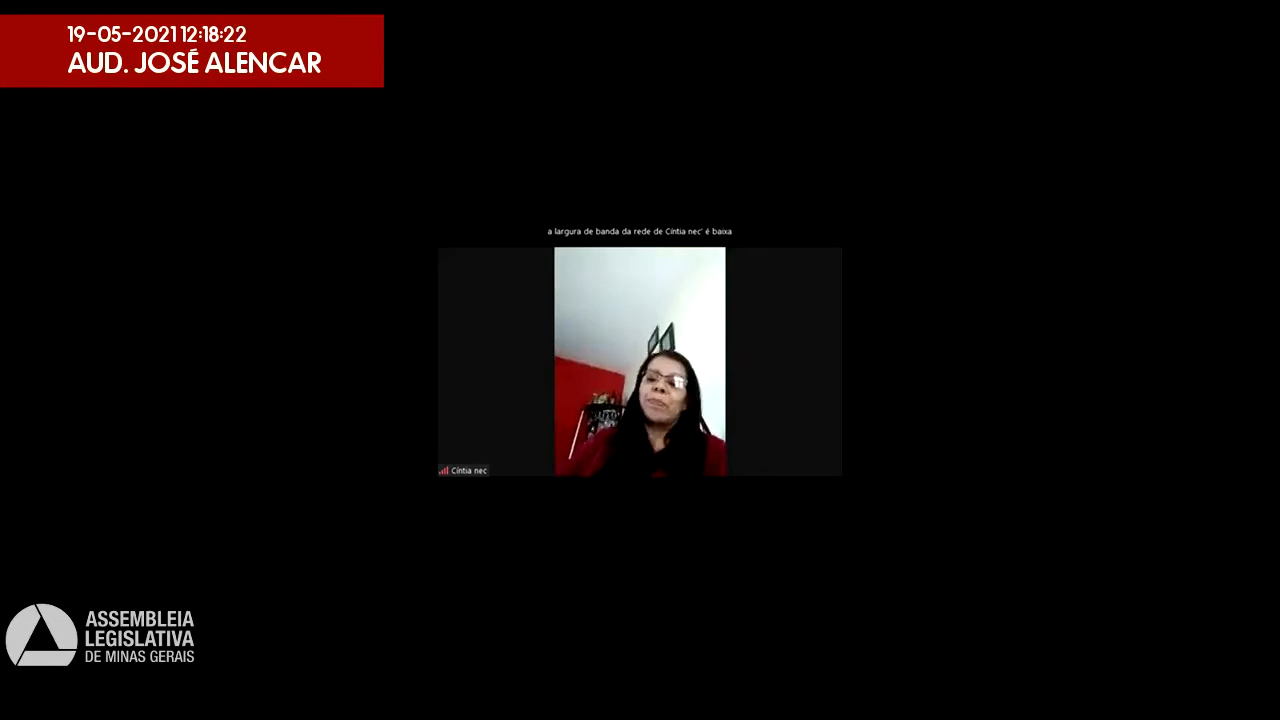 19-05-2021 12:18:22
AUD. JOSÉ ALENCAR
a largura de banda da rede de Cíntia nec' é baixa
Cíntia nec
ASSEMBLEIA
LEGISLATIVA
DE MINAS GERAIS